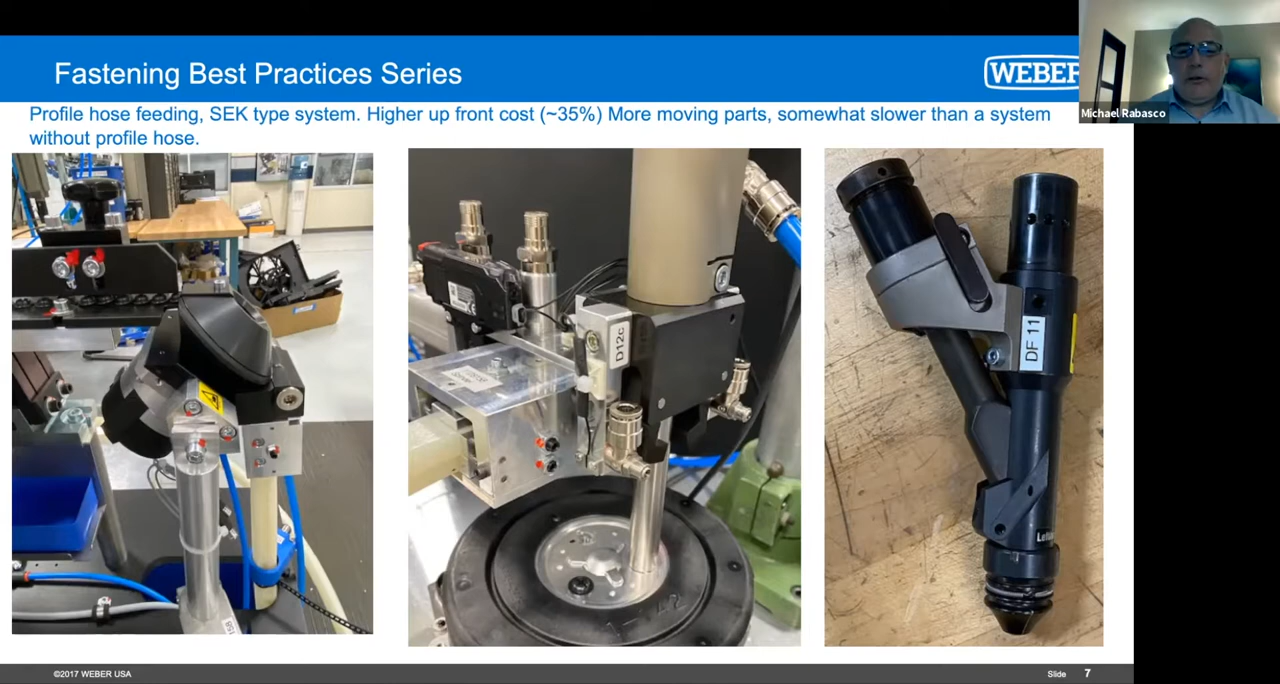 Fastening Best Practices Series
WEBER
Michael Rabasco
Profile hose feeding, SEK type system. Higher up front cost (~35%) More moving parts, somewhat slower than a system
without profile hose.
D12c
DF 11
158
©2017 WEBER USA
Slide 7